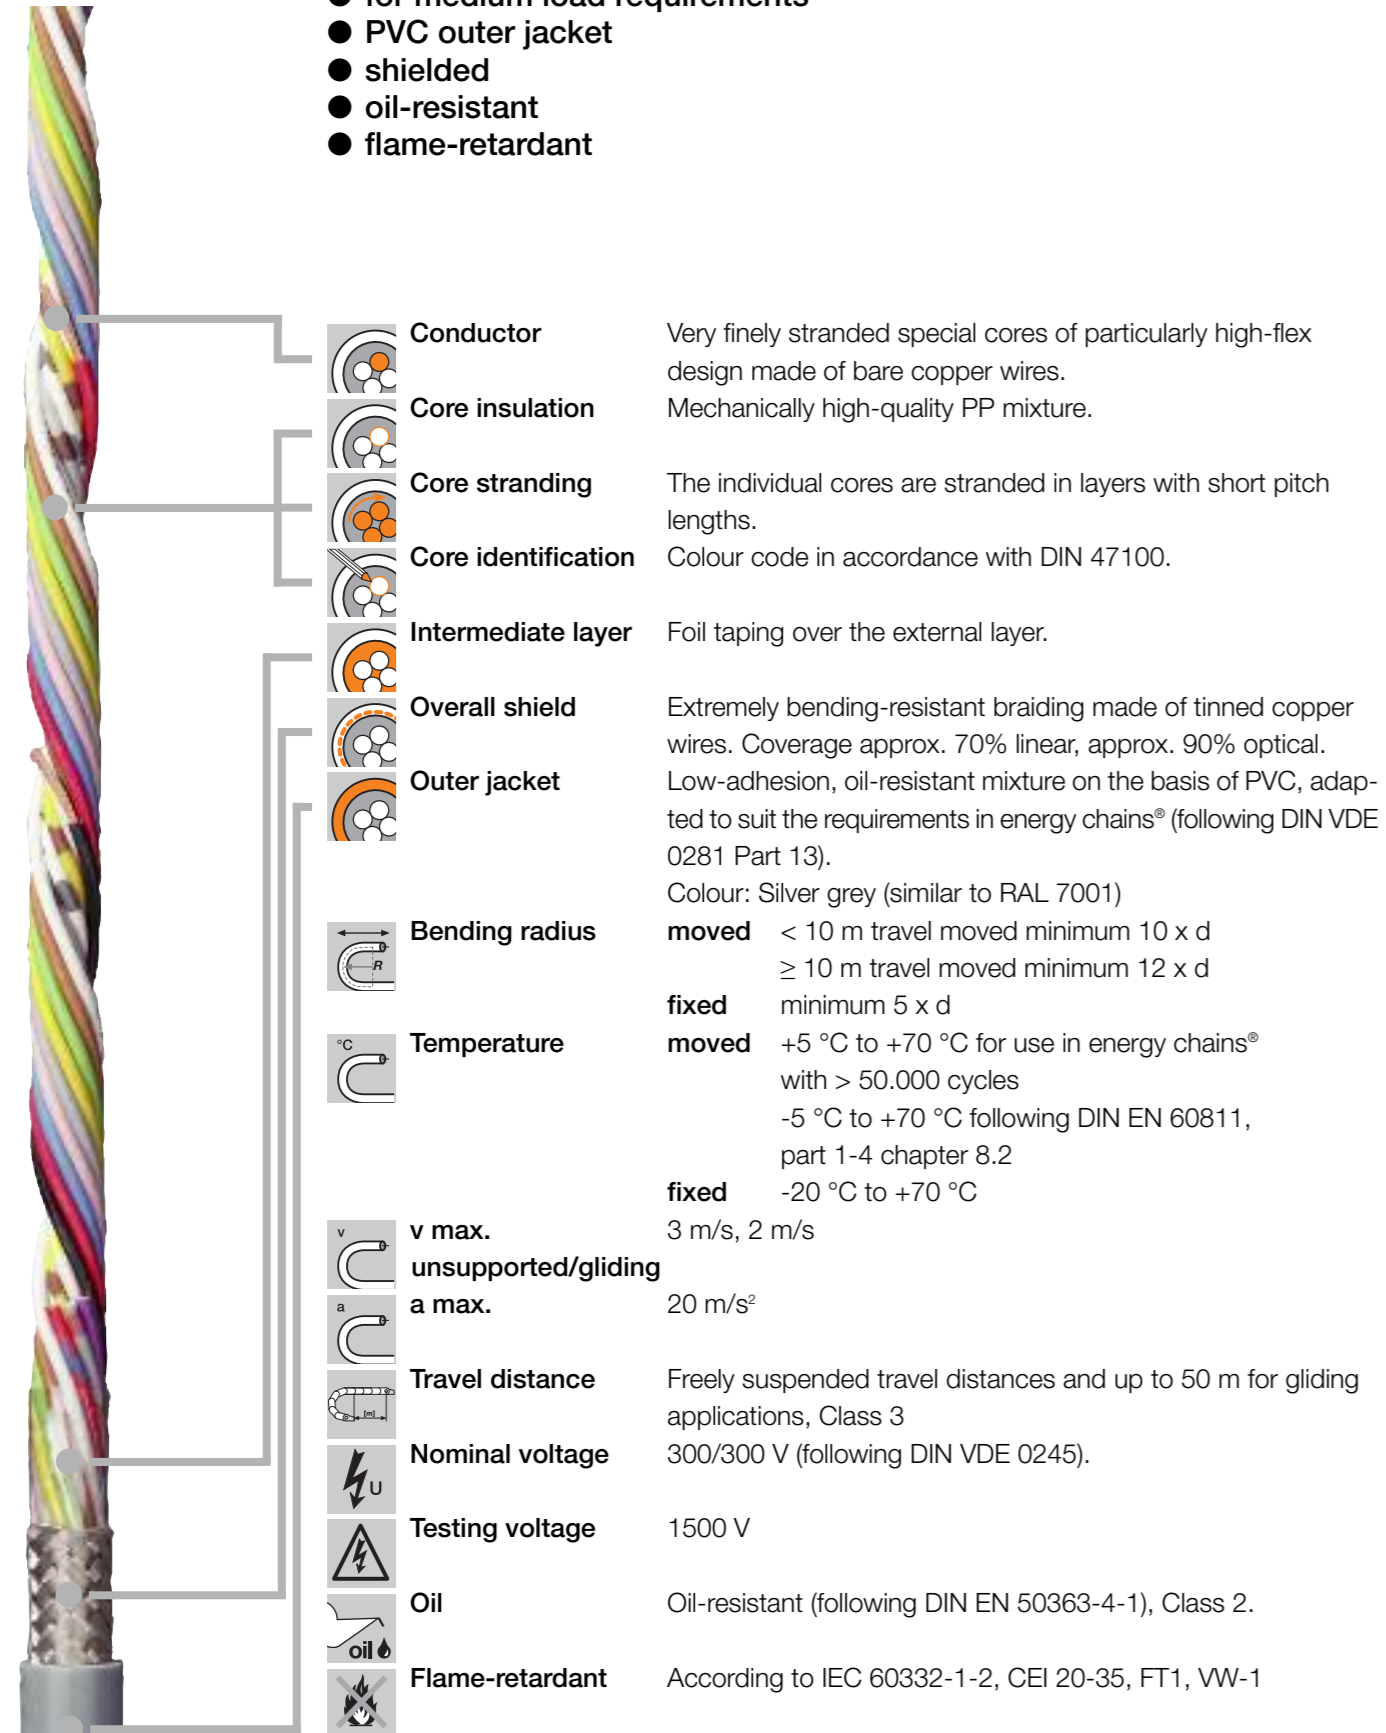 ● for medium load requirements
● PVC outer jacket
● shielded
● oil-resistant
● flame-retardant
Conductor Very finely stranded special cores of particularly high-flex
design made of bare copper wires.
Core insulation Mechanically high-quality PP mixture.
Core stranding The individual cores are stranded in layers with short pitch
lengths.
Core identification Colour code in accordance with DIN 47100.
Intermediate layer Foil taping over the external layer.
Overall shield Extremely bending-resistant braiding made of tinned copper
wires. Coverage approx. 70% linear, approx. 90% optical.
Outer jacket Low-adhesion, oil-resistant mixture on the basis of PVC, adap-
ted to suit the requirements in energy chains® (following DIN VDE
0281 Part 13).
Colour: Silver grey (similar to RAL 7001)
Bending radius moved < 10 m travel moved minimum 10 x d
≥ 10 m travel moved minimum 12 x d
R
fixed minimum 5 x d
°C
Temperature moved +5 °C to +70 °C for use in energy chains®
with > 50.000 cycles
-5 °C to +70 °C following DIN EN 60811,
part 1-4 chapter 8.2
fixed -20 °C to +70 °C
v
v max. 3 m/s, 2 m/s
unsupported/gliding
a
a max. 20 m/s²
Travel distance Freely suspended travel distances and up to 50 m for gliding
[m]
applications, Class 3
Nominal voltage 300/300 V (following DIN VDE 0245).
U
Testing voltage 1500 V
Oil Oil-resistant (following DIN EN 50363-4-1), Class 2.
oil
Flame-retardant According to IEC 60332-1-2, CEI 20-35, FT1, VW-1